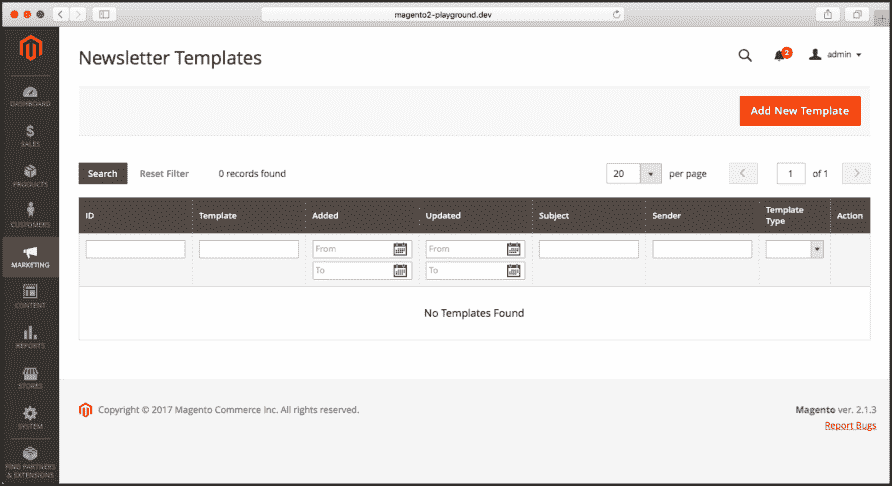 magento2-playground.dev
Newsletter Templates
2
admin
Add New Template
DASHBOARD
SALES
PRODUCTS
CUSTOMERS
MARKETING
CONTENT
REPORTS
STORES
SYSTEM
FIND PARTNERS
& EXTENSIONS
Search Reset Filter 0 records found 20 per page 1 of 1
ID Template Added Updated Subject Sender Template Type Action
From From
To To
No Templates Found
Copyright © 2017 Magento Commerce Inc. All rights reserved. Magento ver. 2.1.3
Report Bugs